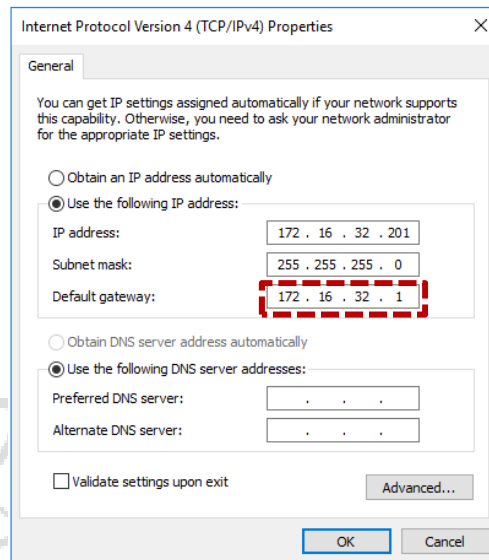 Internet Protocol Version 4 (TCP/IPv4) Properties
General
You can get IP settings assigned automatically if your network supports
this capability. Otherwise, you need to ask your network administrator
for the appropriate IP settings.
Obtain an IP address automatically
Use the following IP address:
IP address: 172 . 16 . 32 . 201
Subnet mask: 255 . 255 . 255 . 0
Default gateway: 172 . 16 . 32 . 1
Obtain DNS server address automatically
Use the following DNS server addresses:
Preferred DNS server: . . .
Alternate DNS server: . . .
Validate settings upon exit
Advanced...
OK Cancel